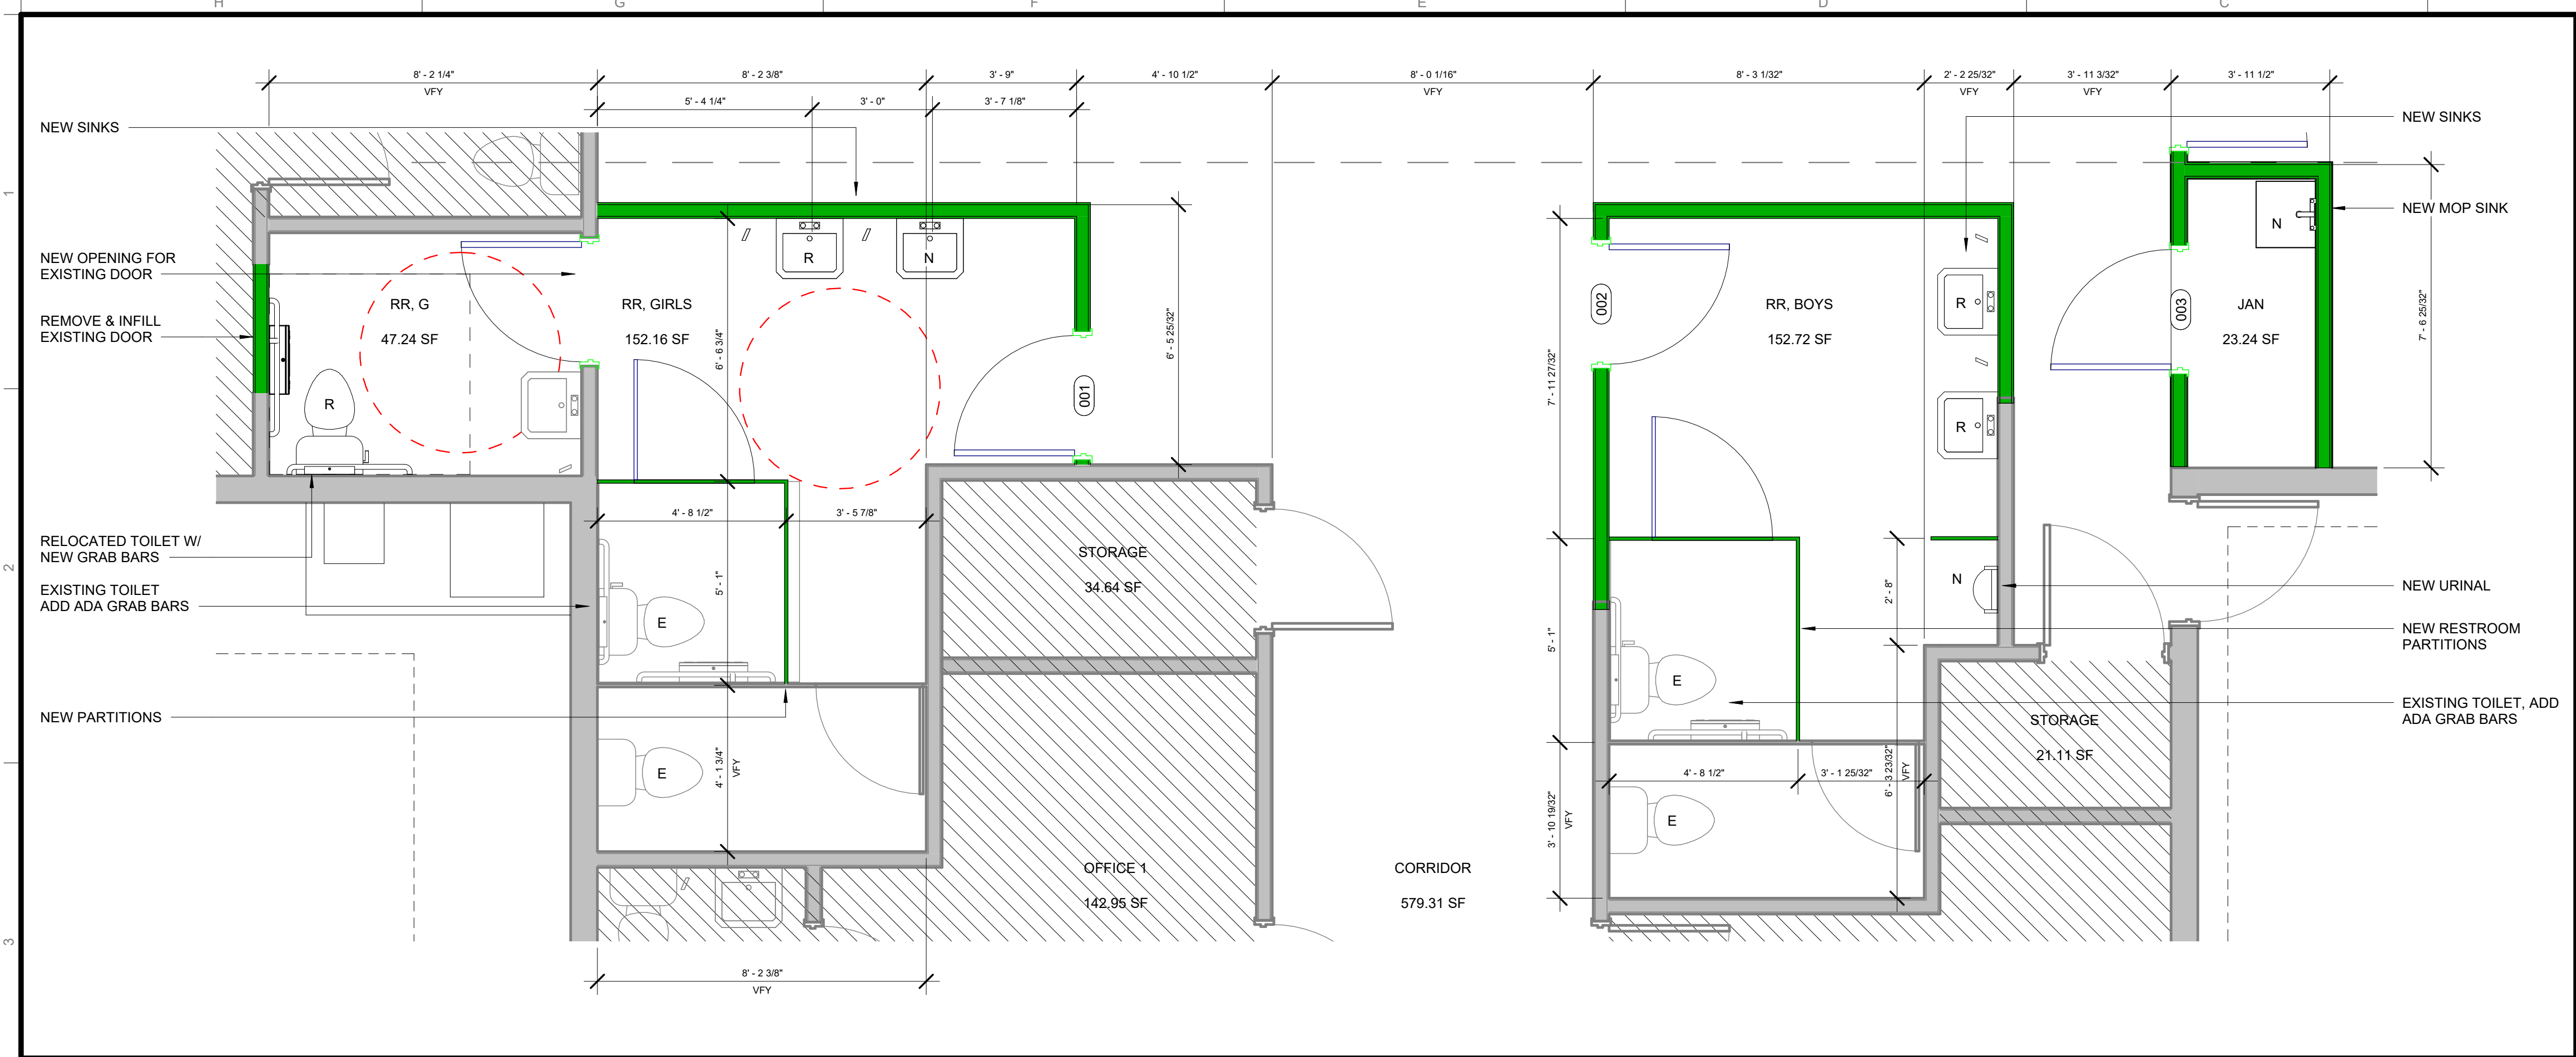 H G F E D C
8' - 2 1/4"
VFY
8' - 2 3/8"
3' - 9"
4' - 10 1/2"
8' - 0 1/16"
VFY
8' - 3 1/32"
2' - 2 25/32"
VFY
3' - 11 3/32"
VFY
3' - 11 1/2"
5' - 4 1/4"
3' - 0"
3' - 7 1/8"
NEW SINKS
NEW OPENING FOR
EXISTING DOOR
REMOVE & INFILL
EXISTING DOOR
RELOCATED TOILET W/
NEW GRAB BARS
EXISTING TOILET
ADD ADA GRAB BARS
NEW PARTITIONS
1
2
3
RR, G
47.24 SF
R
RR, GIRLS
152.16 SF
R
N
6' - 6 3/4"
6' - 5 25/32"
001
4' - 8 1/2"
3' - 5 7/8"
5' - 1"
E
4' - 1 3/4"
VFY
E
8' - 2 3/8"
VFY
STORAGE
34.64 SF
OFFICE 1
142.95 SF
CORRIDOR
579.31 SF
002
7' - 11 27/32"
RR, BOYS
152.72 SF
R
R
5' - 1"
E
N
2' - 8"
4' - 8 1/2"
3' - 1 25/32"
6' - 3 23/32"
VFY
3' - 10 19/32"
VFY
E
STORAGE
21.11 SF
003
JAN
23.24 SF
N
7' - 6 25/32"
NEW SINKS
NEW MOP SINK
NEW URINAL
NEW RESTROOM
PARTITIONS
EXISTING TOILET, ADD
ADA GRAB BARS